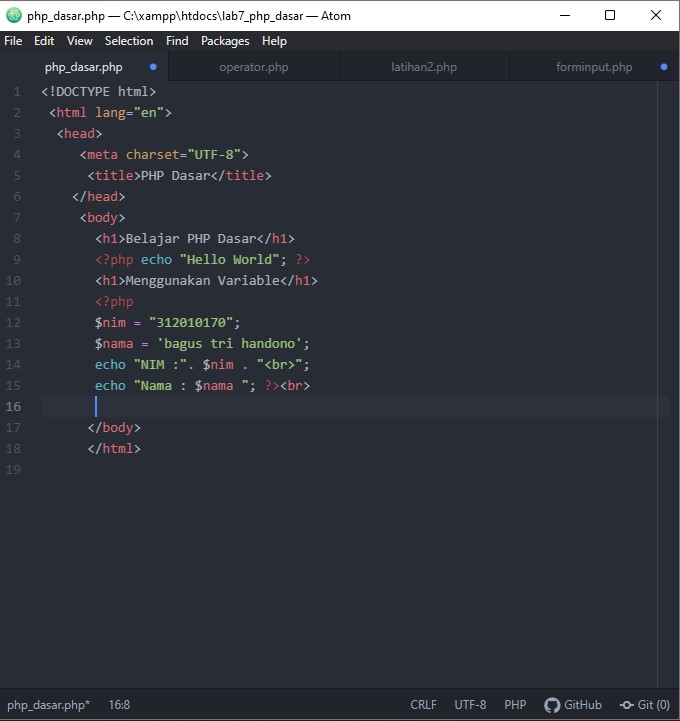 php_dasar.php — C:\xampp\htdocs\lab7_php_dasar — Atom
File Edit View Selection Find Packages Help
php_dasar.php operator.php latihan2.php forminput.php
1 <!DOCTYPE html>
2 <html lang="en">
3 <head>
4 <meta charset="UTF-8">
5 <title>PHP Dasar</title>
6 </head>
7 <body>
8 <h1>Belajar PHP Dasar</h1>
9 <?php echo "Hello World"; ?>
10 <h1>Menggunakan Variable</h1>
11 <?php
12 $nim = "312010170";
13 $nama = 'bagus tri handono';
14 echo "NIM :". $nim . "<br>";
15 echo "Nama : $nama "; ?><br>
16
17 </body>
18 </html>
19
php_dasar.php* 16:8 CRLF UTF-8 PHP GitHub Git (0)